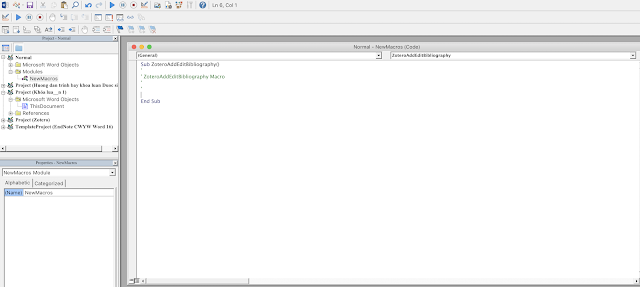 Ln 6, Col 1
Project - Normal
Normal
Microsoft Word Objects
Modules
NewMacros
Project (Huong dan trinh bay khoa luan Duoc si
Project (Khóa luậ_n 1)
Microsoft Word Objects
ThisDocument
References
Project (Zotero)
TemplateProject (EndNote CWYW Word 16)
Properties - NewMacros
NewMacros Module
Alphabetic Categorized
(Name) NewMacros
Normal - NewMacros (Code)
(General) ZoteroAddEditBibliography
Sub ZoteroAddEditBibliography()
'
' ZoteroAddEditBibliography Macro
'
'
End Sub